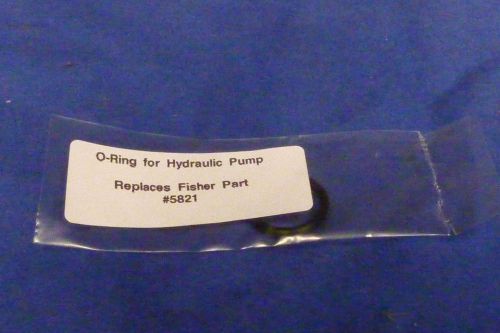 O-Ring for Hydraulic Pump
Replaces Fisher Part
#5821